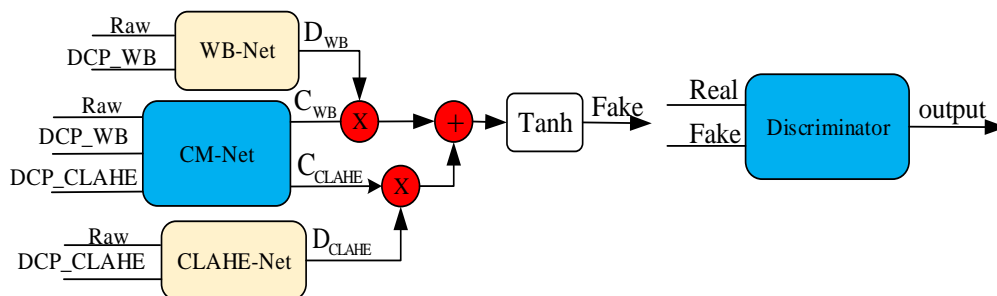 Raw
DCP_WB
WB-Net
D_WB
Raw
DCP_WB
DCP_CLAHE
CM-Net
C_WB
C_CLAHE
X
X
+
Tanh
Fake
Raw
DCP_CLAHE
CLAHE-Net
D_CLAHE
Real
Fake
Discriminator
output